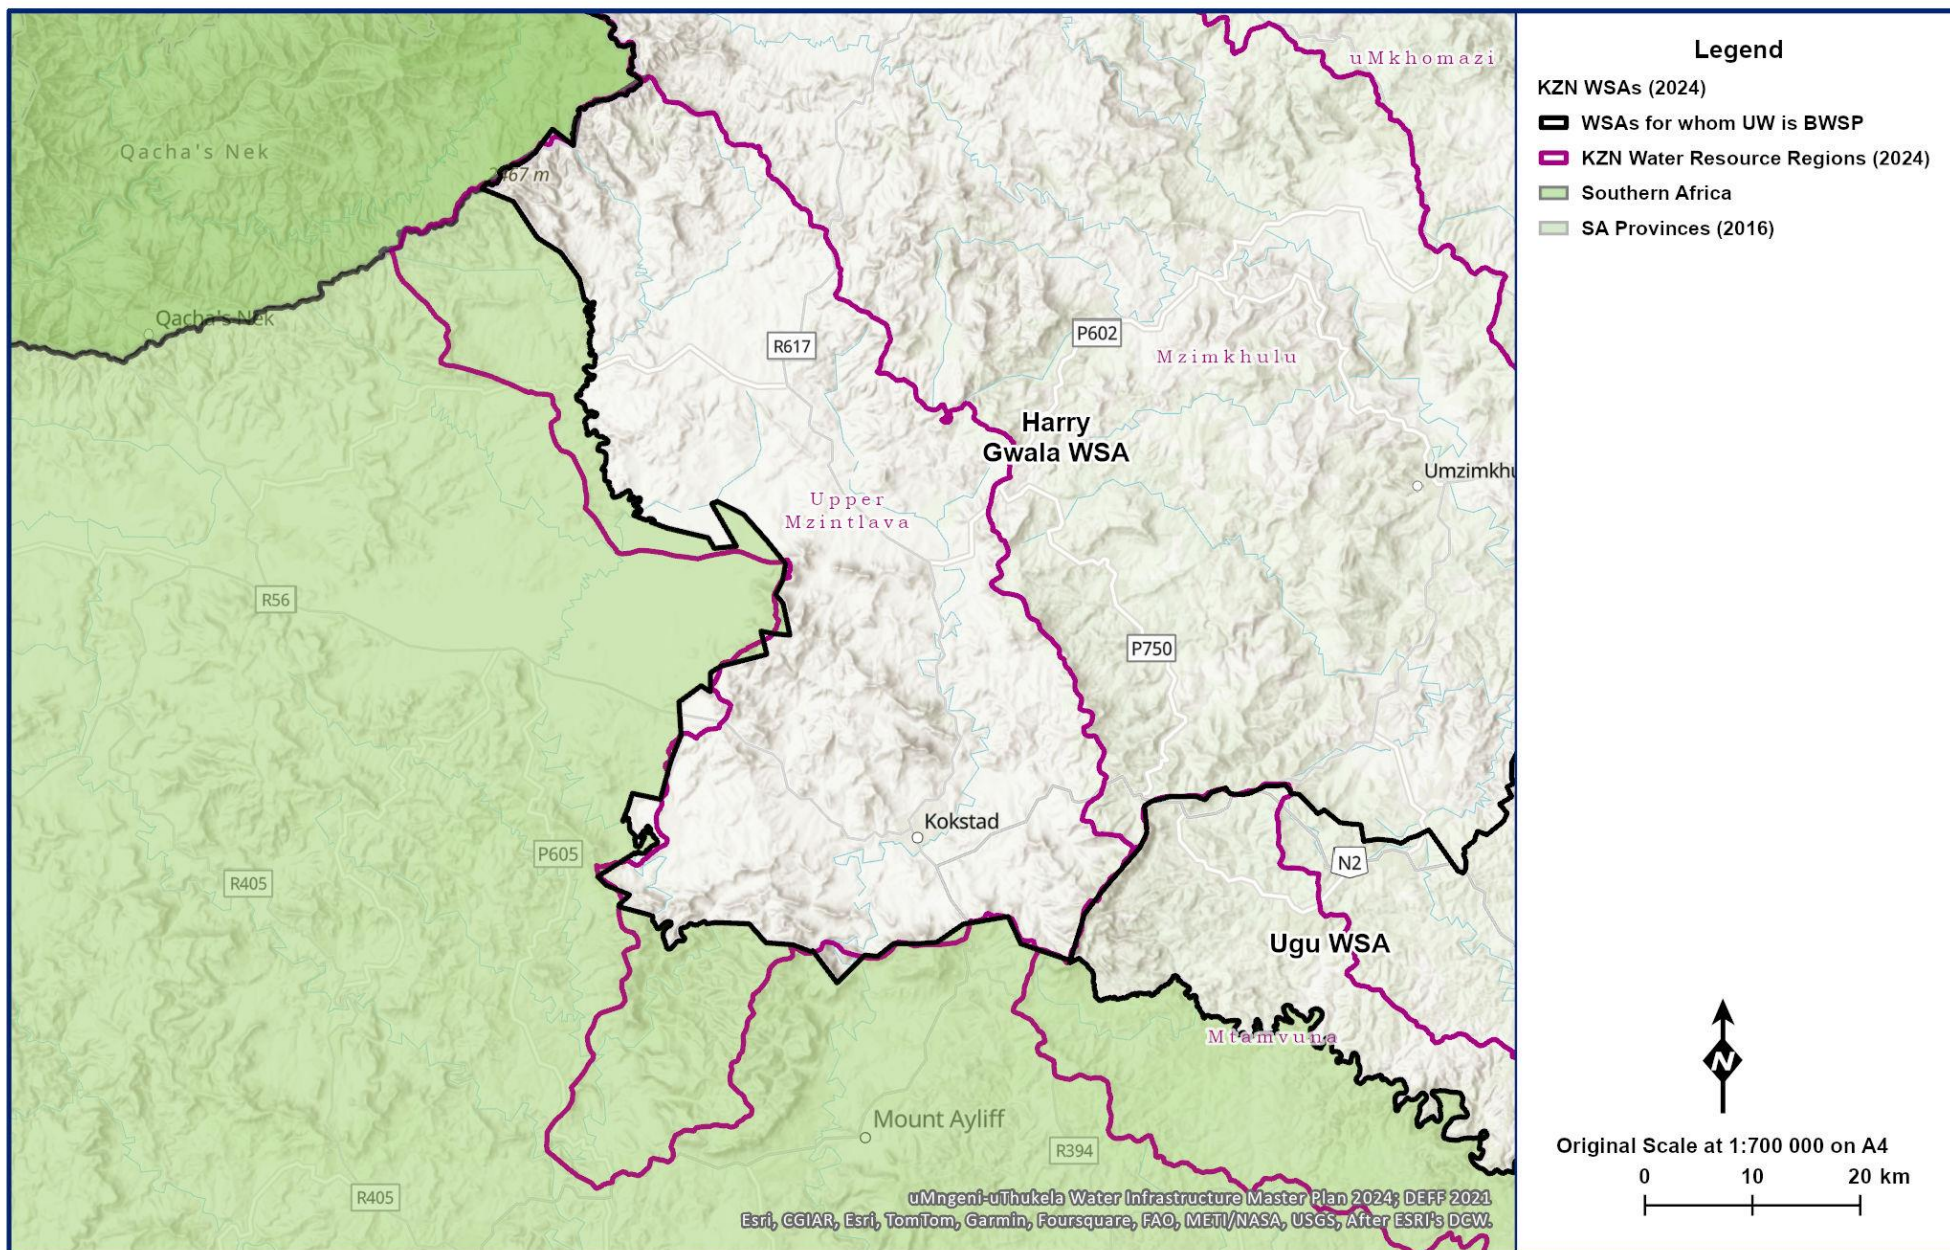 uMkhomazi
Qacha's Nek
2467 m
Qacha's Nek
R617
P602
Mzimkhulu
Harry
Gwala WSA
Umzimkhu
Upper
Mzintlava
R56
P750
Kokstad
P605
R405
N2
Ugu WSA
Mtamvuna
Mount Ayliff
R394
R405
uMngeni-uThukela Water Infrastructure Master Plan 2024; DEFF 2021
Esri, CGIAR, Esri, TomTom, Garmin, Foursquare, FAO, METI/NASA, USGS, After ESRI's DCW.
Legend
KZN WSAs (2024)
WSAs for whom UW is BWSP
KZN Water Resource Regions (2024)
Southern Africa
SA Provinces (2016)
N
Original Scale at 1:700 000 on A4
0 10 20 km